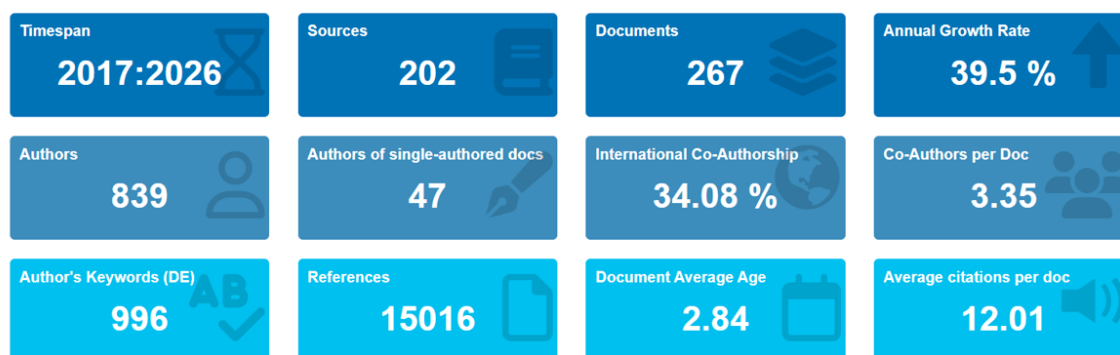 Timespan
2017:2026
Sources
202
Documents
267
Annual Growth Rate
39.5 %
Authors
839
Authors of single-authored docs
47
International Co-Authorship
34.08 %
Co-Authors per Doc
3.35
Author's Keywords (DE)
996
AB
References
15016
Document Average Age
2.84
Average citations per doc
12.01